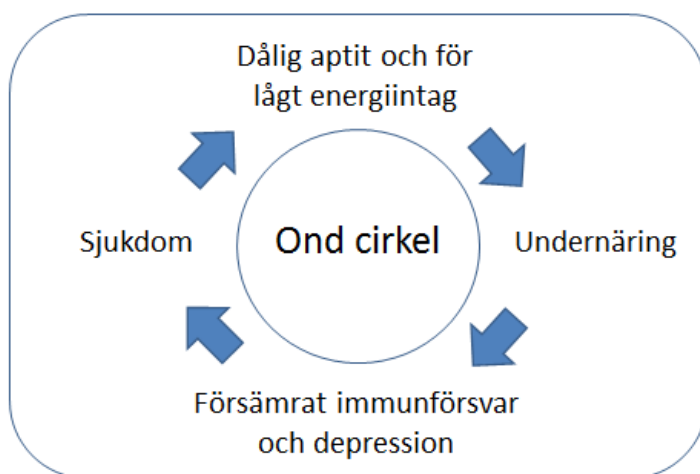 Dålig aptit och för
lågt energiintag
Sjukdom
Ond cirkel
Undernäring
Försämrat immunförsvar
och depression